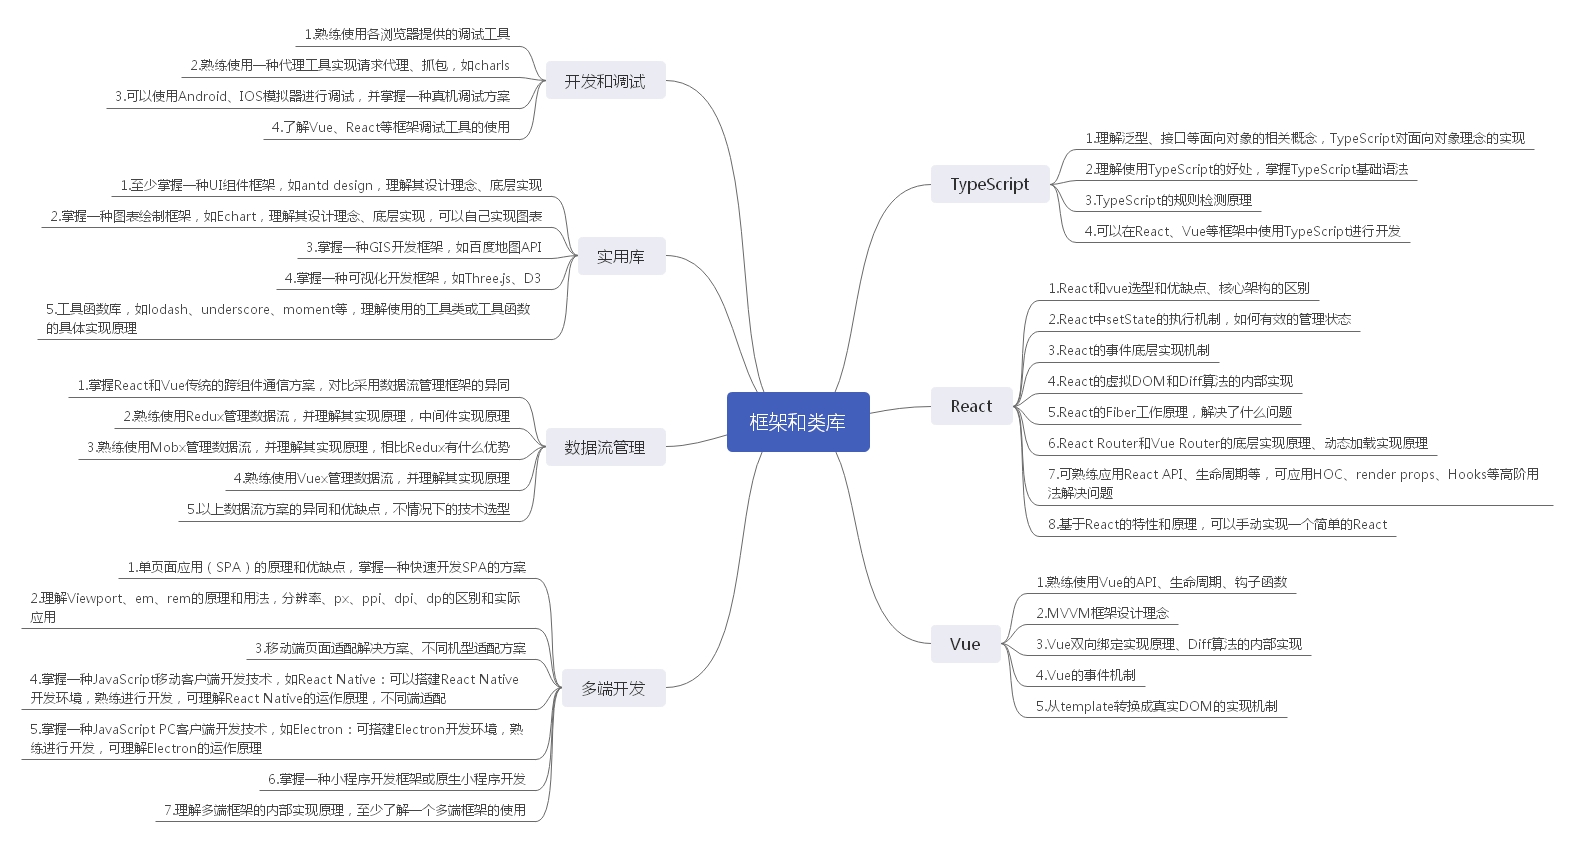 框架和类库
TypeScript
1.理解泛型、接口等面向对象的相关概念，TypeScript对面向对象理念的实现
2.理解使用TypeScript的好处，掌握TypeScript基础语法
3.TypeScript的规则检测原理
4.可以在React、Vue等框架中使用TypeScript进行开发
React
1.React和vue选型和优缺点、核心架构的区别
2.React中setState的执行机制，如何有效的管理状态
3.React的事件底层实现机制
4.React的虚拟DOM和Diff算法的内部实现
5.React的Fiber工作原理，解决了什么问题
6.React Router和Vue Router的底层实现原理、动态加载实现原理
7.可熟练应用React API、生命周期等，可应用HOC、render props、Hooks等高阶用
法解决问题
8.基于React的特性和原理，可以手动实现一个简单的React
Vue
1.熟练使用Vue的API、生命周期、钩子函数
2.MVVM框架设计理念
3.Vue双向绑定实现原理、Diff算法的内部实现
4.Vue的事件机制
5.从template转换成真实DOM的实现机制
开发和调试
1.熟练使用各浏览器提供的调试工具
2.熟练使用一种代理工具实现请求代理、抓包，如charls
3.可以使用Android、IOS模拟器进行调试，并掌握一种真机调试方案
4.了解Vue、React等框架调试工具的使用
实用库
1.至少掌握一种UI组件框架，如antd design，理解其设计理念、底层实现
2.掌握一种图表绘制框架，如Echart，理解其设计理念、底层实现，可以自己实现图表
3.掌握一种GIS开发框架，如百度地图API
4.掌握一种可视化开发框架，如Three.js、D3
5.工具函数库，如lodash、underscore、moment等，理解使用的工具类或工具函数
的具体实现原理
数据流管理
1.掌握React和Vue传统的跨组件通信方案，对比采用数据流管理框架的异同
2.熟练使用Redux管理数据流，并理解其实现原理，中间件实现原理
3.熟练使用Mobx管理数据流，并理解其实现原理，相比Redux有什么优势
4.熟练使用Vuex管理数据流，并理解其实现原理
5.以上数据流方案的异同和优缺点，不情况下的技术选型
多端开发
1.单页面应用（SPA）的原理和优缺点，掌握一种快速开发SPA的方案
2.理解Viewport、em、rem的原理和用法，分辨率、px、ppi、dpi、dp的区别和实际
应用
3.移动端页面适配解决方案、不同机型适配方案
4.掌握一种JavaScript移动客户端开发技术，如React Native：可以搭建React Native
开发环境，熟练进行开发，可理解React Native的运作原理，不同端适配
5.掌握一种JavaScript PC客户端开发技术，如Electron：可搭建Electron开发环境，熟
练进行开发，可理解Electron的运作原理
6.掌握一种小程序开发框架或原生小程序开发
7.理解多端框架的内部实现原理，至少了解一个多端框架的使用